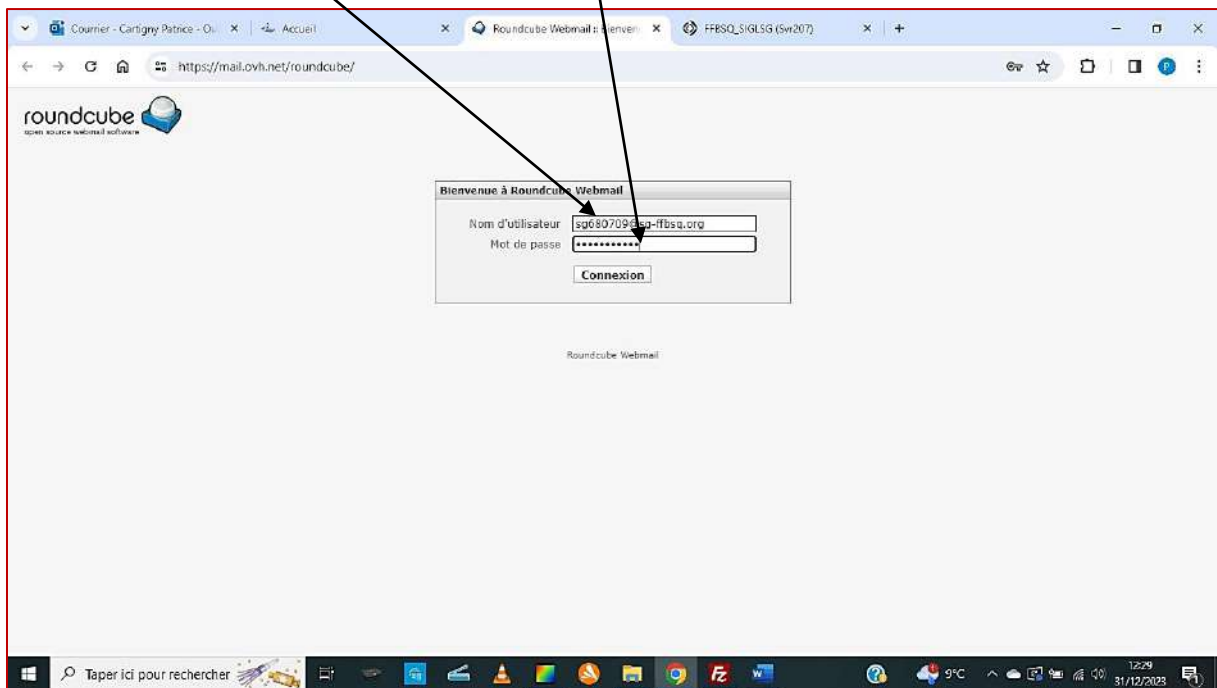 Courrier - Cartigny Patrice - Ou
Accueil
Roundcube Webmail :: Bienven
FFBSQ_SIGLSG (Svr207)
https://mail.ovh.net/roundcube/
P
roundcube
open source webmail software
Bienvenue à Roundcube Webmail
Nom d'utilisateur sg680709@sg-ffbsq.org
Mot de passe •••••••••••
Connexion
Roundcube Webmail
Taper ici pour rechercher
9°C
12:29
31/12/2023